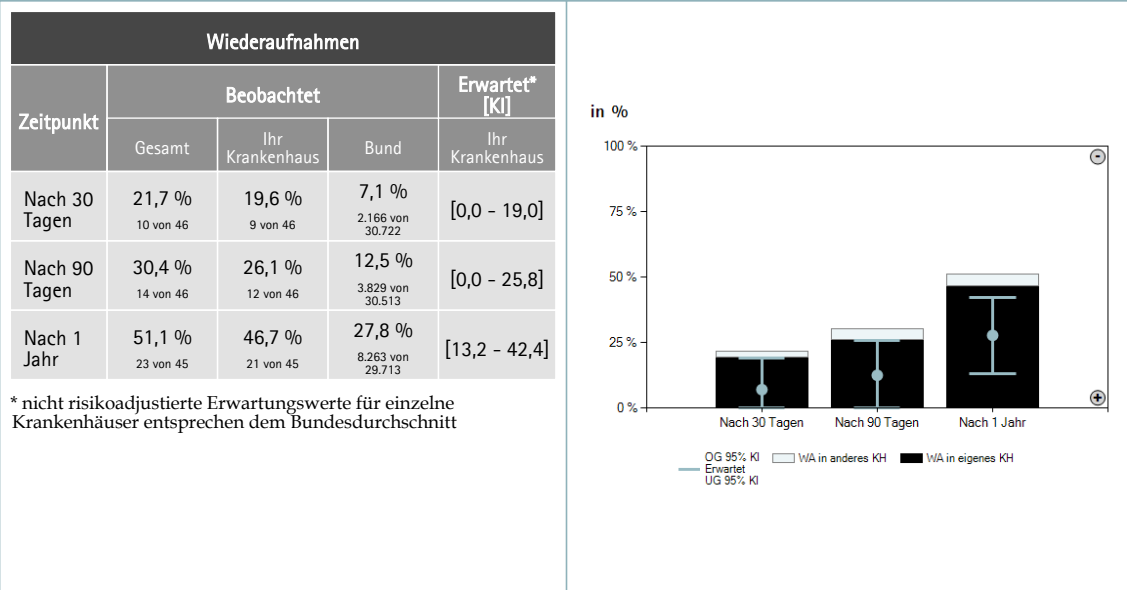 Wiederaufnahmen
Zeitpunkt
Beobachtet
Erwartet*
[KI]
Gesamt
Ihr
Krankenhaus
Bund
Ihr
Krankenhaus
Nach 30
Tagen
21,7 %
10 von 46
19,6 %
9 von 46
7,1 %
2.166 von
30.722
[0,0 - 19,0]
Nach 90
Tagen
30,4 %
14 von 46
26,1 %
12 von 46
12,5 %
3.829 von
30.513
[0,0 - 25,8]
Nach 1
Jahr
51,1 %
23 von 45
46,7 %
21 von 45
27,8 %
8.263 von
29.713
[13,2 - 42,4]
* nicht risikoadjustierte Erwartungswerte für einzelne
Krankenhäuser entsprechen dem Bundesdurchschnitt
in %
100 %
75 %
50 %
25 %
0 %
-
+
Nach 30 Tagen
Nach 90 Tagen
Nach 1 Jahr
OG 95% KI
Erwartet
UG 95% KI
WA in anderes KH
WA in eigenes KH